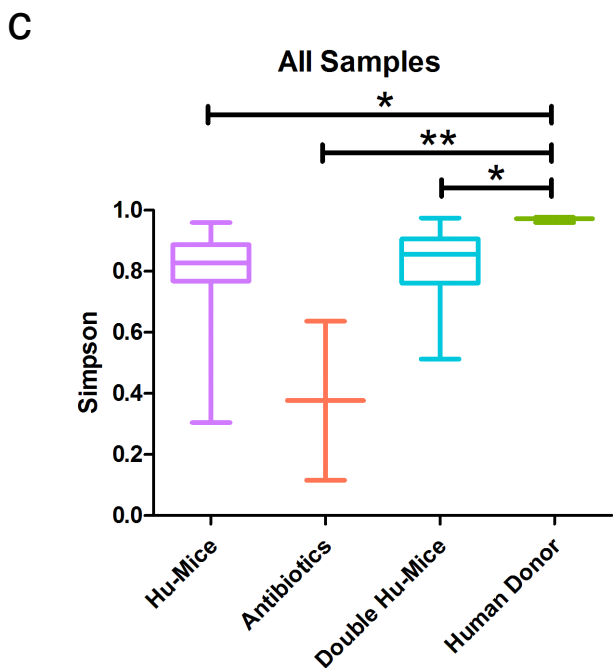 C
All Samples
*
**
*
Simpson
1.0
0.8
0.6
0.4
0.2
0.0
Hu-Mice
Antibiotics
Double Hu-Mice
Human Donor